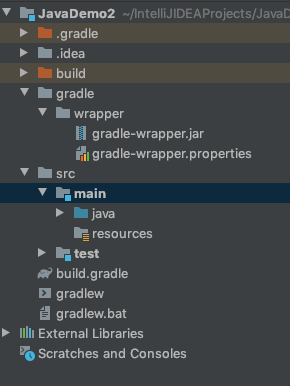 JavaDemo2 ~/IntelliJIDEAProjects/JavaD
.gradle
.idea
build
gradle
wrapper
gradle-wrapper.jar
gradle-wrapper.properties
src
main
java
resources
test
build.gradle
gradlew
gradlew.bat
External Libraries
Scratches and Consoles